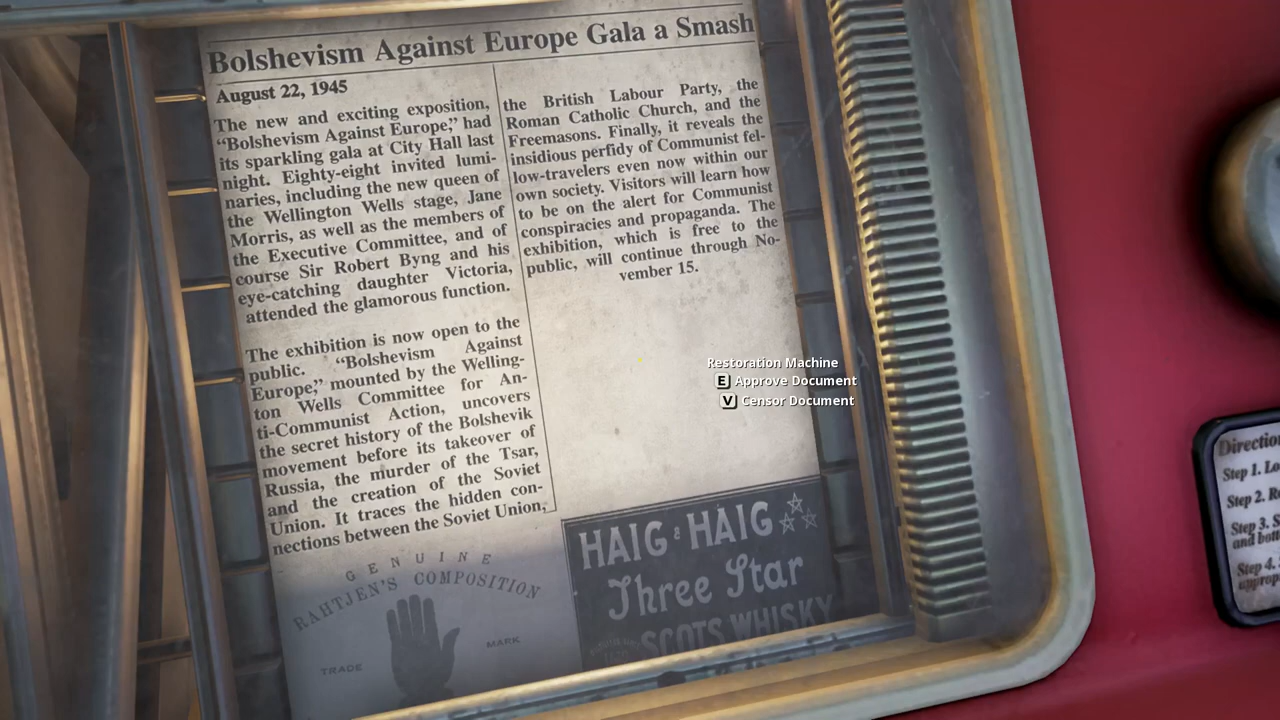 Bolshevism Against Europe Gala a Smash
August 22, 1945
The new and exciting exposition,
“Bolshevism Against Europe,” had
its sparkling gala at City Hall last
night. Eighty-eight invited lumi-
naries, including the new queen of
the Wellington Wells stage, Jane
Morris, as well as the members of
the Executive Committee, and of
course Sir Robert Byng and his
eye-catching daughter Victoria,
attended the glamorous function.
The exhibition is now open to the
public. “Bolshevism Against
Europe,” mounted by the Welling-
ton Wells Committee for An-
ti-Communist Action, uncovers
the secret history of the Bolshevik
movement before its takeover of
Russia, the murder of the Tsar,
and the creation of the Soviet
Union. It traces the hidden con-
nections between the Soviet Union,
the British Labour Party, the
Roman Catholic Church, and the
Freemasons. Finally, it reveals the
insidious perfidy of Communist fel-
low-travelers even now within our
own society. Visitors will learn how
to be on the alert for Communist
conspiracies and propaganda. The
exhibition, which is free to the
public, will continue through No-
vember 15.
GENUINE
RAHTJEN'S COMPOSITION
TRADE MARK
HAIG & HAIG
Three Star
SCOTS WHISKY
Restoration Machine
E Approve Document
V Censor Document
Step 1.
Step 2.
Step 3.
Step 4.